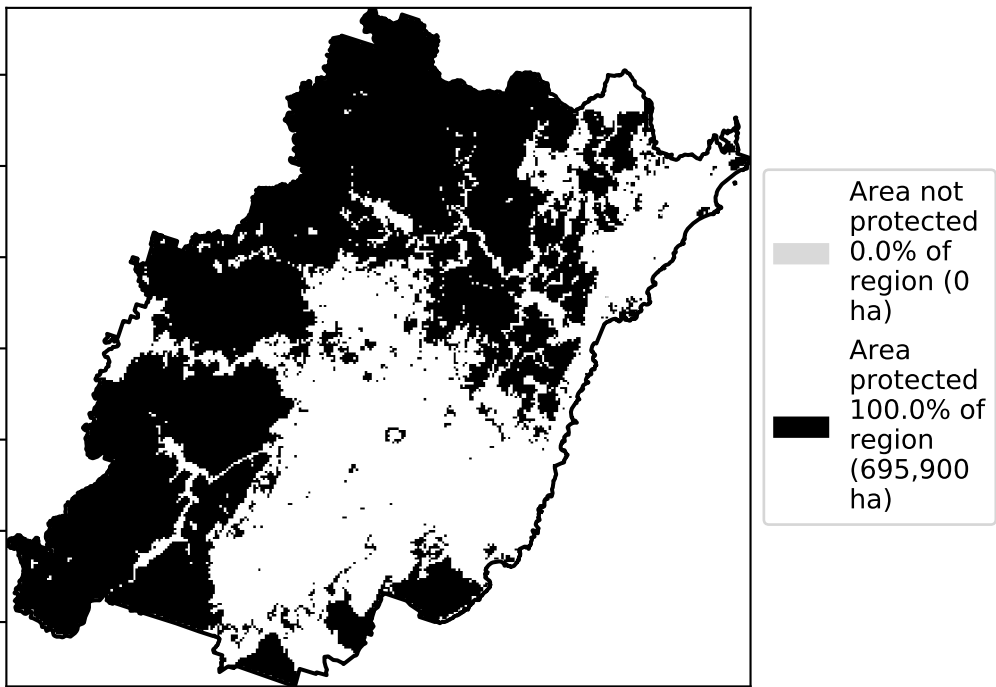 Area not
protected
0.0% of
region (0
ha)
Area
protected
100.0% of
region
(695,900
ha)